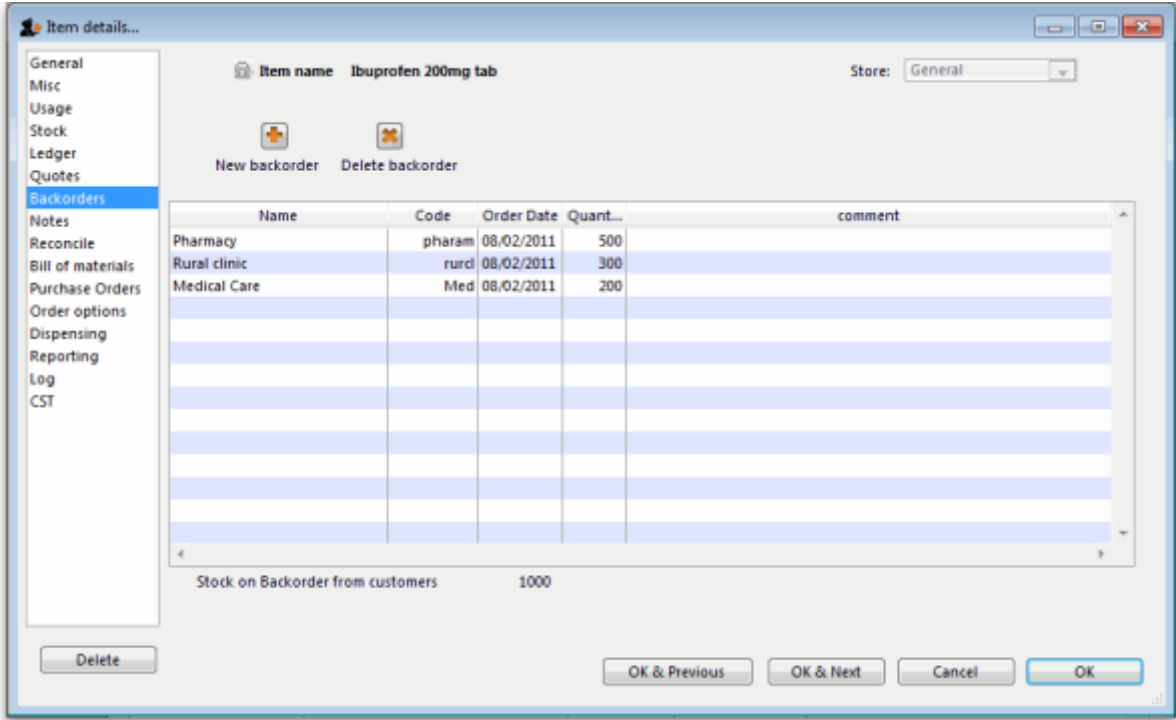 Item details...
General
Misc
Usage
Stock
Ledger
Quotes
Backorders
Notes
Reconcile
Bill of materials
Purchase Orders
Order options
Dispensing
Reporting
Log
CST
Item name Ibuprofen 200mg tab
Store: General
New backorder Delete backorder
Name Code Order Date Quant... comment
Pharmacy pharam 08/02/2011 500
Rural clinic rurcl 08/02/2011 300
Medical Care Med 08/02/2011 200
Stock on Backorder from customers 1000
Delete
OK & Previous OK & Next Cancel OK